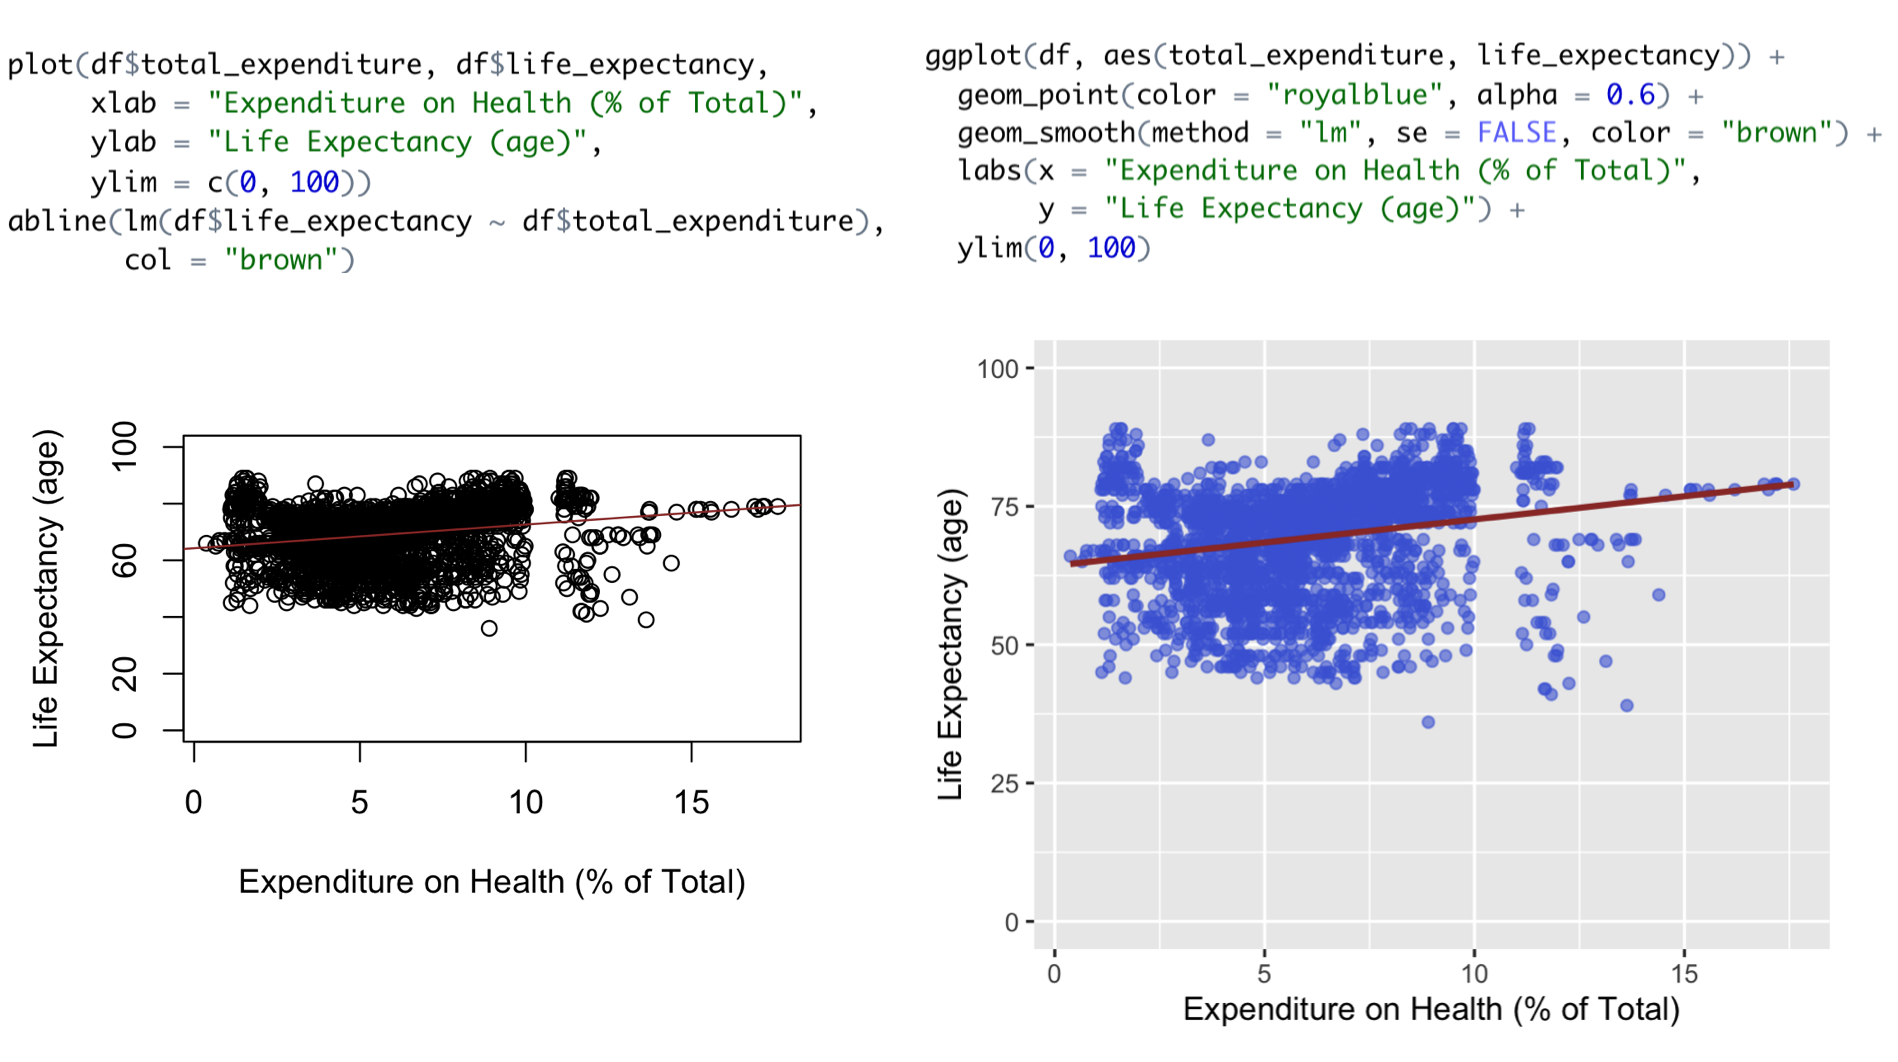 plot(df$total_expenditure, df$life_expectancy,
xlab = "Expenditure on Health (% of Total)",
ylab = "Life Expectancy (age)",
ylim = c(0, 100))
abline(lm(df$life_expectancy ~ df$total_expenditure),
col = "brown")
ggplot(df, aes(total_expenditure, life_expectancy)) +
geom_point(color = "royalblue", alpha = 0.6) +
geom_smooth(method = "lm", se = FALSE, color = "brown") +
labs(x = "Expenditure on Health (% of Total)",
y = "Life Expectancy (age)") +
ylim(0, 100)
Life Expectancy (age)
100
60
20
0
0 5 10 15
Expenditure on Health (% of Total)
Life Expectancy (age)
100
75
50
25
0
0 5 10 15
Expenditure on Health (% of Total)